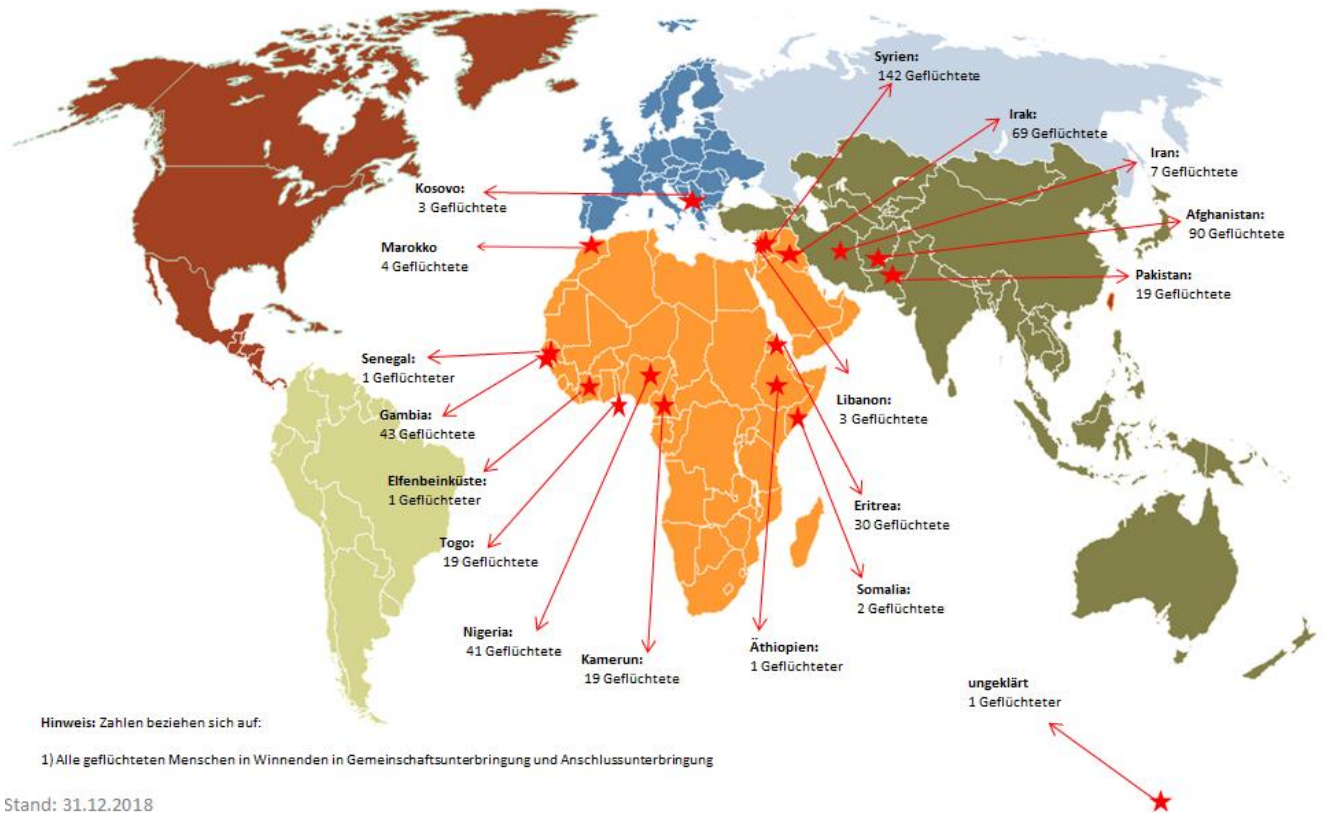 Syrien:
142 Geflüchtete
Irak:
69 Geflüchtete
Iran:
7 Geflüchtete
Kosovo:
3 Geflüchtete
Afghanistan:
90 Geflüchtete
Marokko
4 Geflüchtete
Pakistan:
19 Geflüchtete
Senegal:
1 Geflüchteter
Libanon:
3 Geflüchtete
Gambia:
43 Geflüchtete
Elfenbeinküste:
1 Geflüchteter
Eritrea:
30 Geflüchtete
Togo:
19 Geflüchtete
Somalia:
2 Geflüchtete
Nigeria:
41 Geflüchtete
Kamerun:
19 Geflüchtete
Äthiopien:
1 Geflüchteter
ungeklärt
1 Geflüchteter
Hinweis: Zahlen beziehen sich auf:
1) Alle geflüchteten Menschen in Winnenden in Gemeinschaftsunterbringung und Anschlussunterbringung
Stand: 31.12.2018